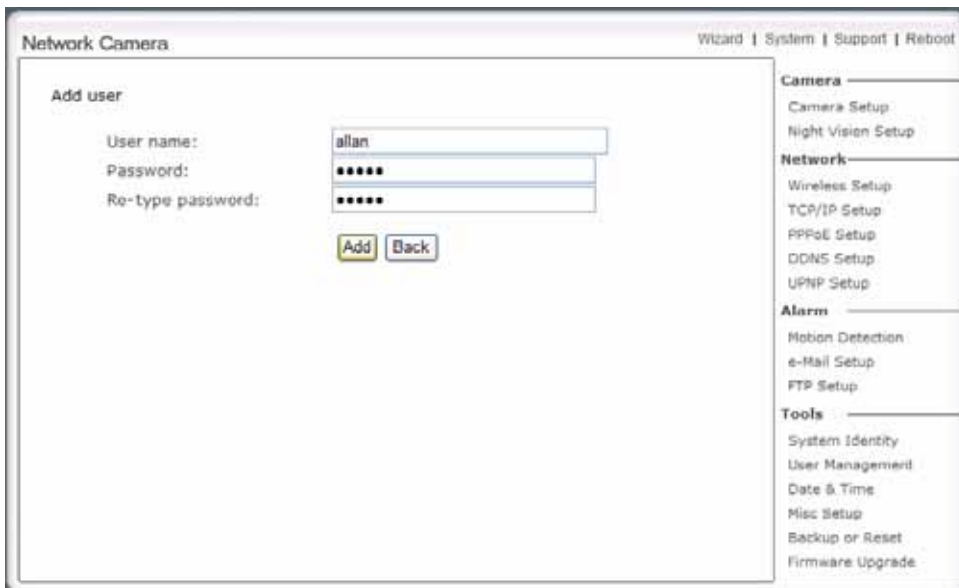 Network Camera
Wizard | System | Support | Reboot
Add user
User name: allan
Password: •••••
Re-type password: •••••
Add Back
Camera
Camera Setup
Night Vision Setup
Network
Wireless Setup
TCP/IP Setup
PPPoE Setup
DDNS Setup
UPNP Setup
Alarm
Motion Detection
e-Mail Setup
FTP Setup
Tools
System Identity
User Management
Date & Time
Misc Setup
Backup or Reset
Firmware Upgrade